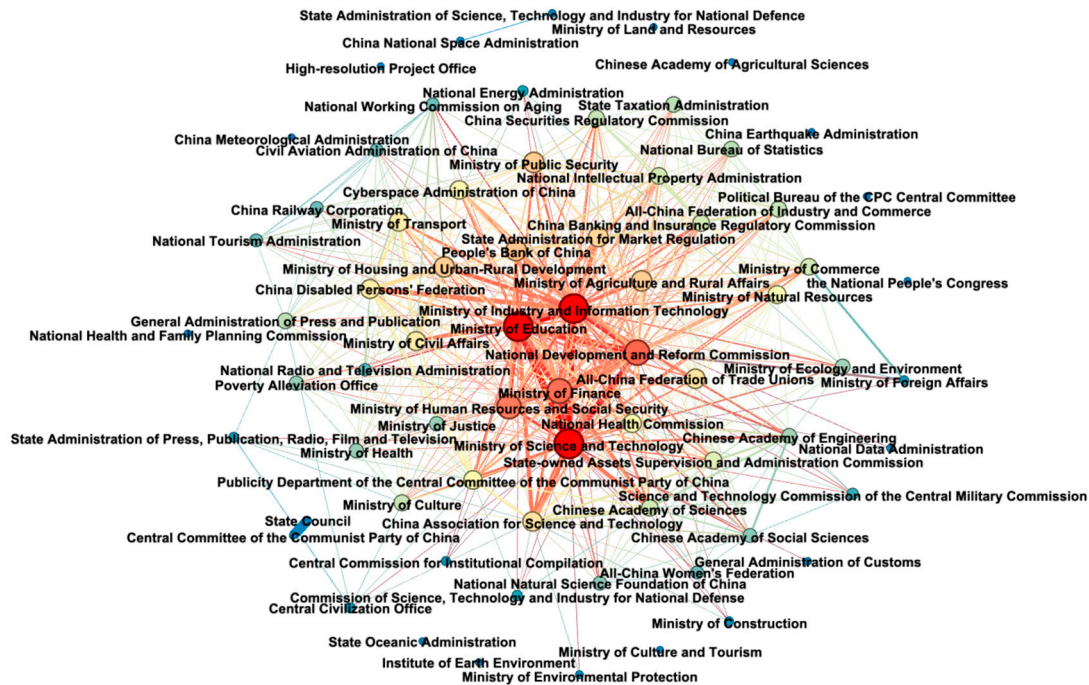 State Administration of Science, Technology and Industry for National Defence
Ministry of Land and Resources
China National Space Administration
High-resolution Project Office
Chinese Academy of Agricultural Sciences
National Energy Administration
National Working Commission on Aging
State Taxation Administration
China Securities Regulatory Commission
China Meteorological Administration
China Earthquake Administration
Civil Aviation Administration of China
National Bureau of Statistics
Ministry of Public Security
National Intellectual Property Administration
Cyberspace Administration of China
Political Bureau of the CPC Central Committee
China Railway Corporation
All-China Federation of Industry and Commerce
Ministry of Transport
China Banking and Insurance Regulatory Commission
National Tourism Administration
State Administration for Market Regulation
People's Bank of China
Ministry of Housing and Urban-Rural Development
Ministry of Commerce
Ministry of Agriculture and Rural Affairs
the National People's Congress
China Disabled Persons' Federation
Ministry of Natural Resources
Ministry of Industry and Information Technology
General Administration of Press and Publication
Ministry of Education
National Health and Family Planning Commission
Ministry of Civil Affairs
National Development and Reform Commission
National Radio and Television Administration
Ministry of Ecology and Environment
Poverty Alleviation Office
All-China Federation of Trade Unions
Ministry of Foreign Affairs
Ministry of Finance
Ministry of Human Resources and Social Security
Ministry of Justice
National Health Commission
State Administration of Press, Publication, Radio, Film and Television
Chinese Academy of Engineering
Ministry of Science and Technology
National Data Administration
Ministry of Health
State-owned Assets Supervision and Administration Commission
Publicity Department of the Central Committee of the Communist Party of China
Science and Technology Commission of the Central Military Commission
Ministry of Culture
Chinese Academy of Sciences
State Council
China Association for Science and Technology
Central Committee of the Communist Party of China
Chinese Academy of Social Sciences
Central Commission for Institutional Compilation
General Administration of Customs
All-China Women's Federation
National Natural Science Foundation of China
Commission of Science, Technology and Industry for National Defense
Central Civilization Office
Ministry of Construction
State Oceanic Administration
Ministry of Culture and Tourism
Institute of Earth Environment
Ministry of Environmental Protection